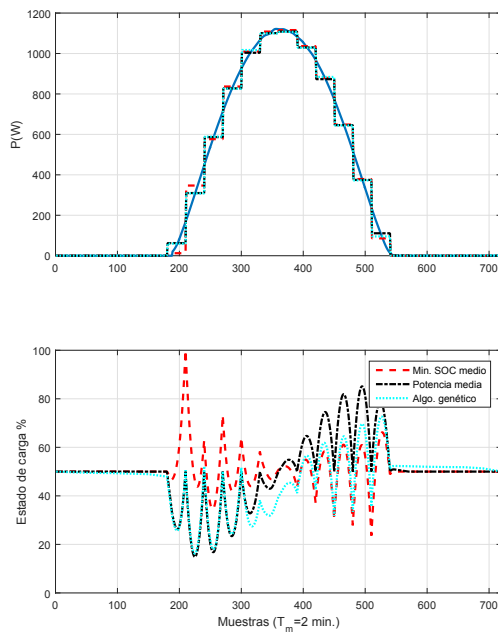 1200
1000
800
600
400
200
0
P(W)
0 100 200 300 400 500 600 700
100
80
60
40
20
0
Estado de carga %
Min. SOC medio
Potencia media
Algo. genético
0 100 200 300 400 500 600 700
Muestras (T_m=2 min.)